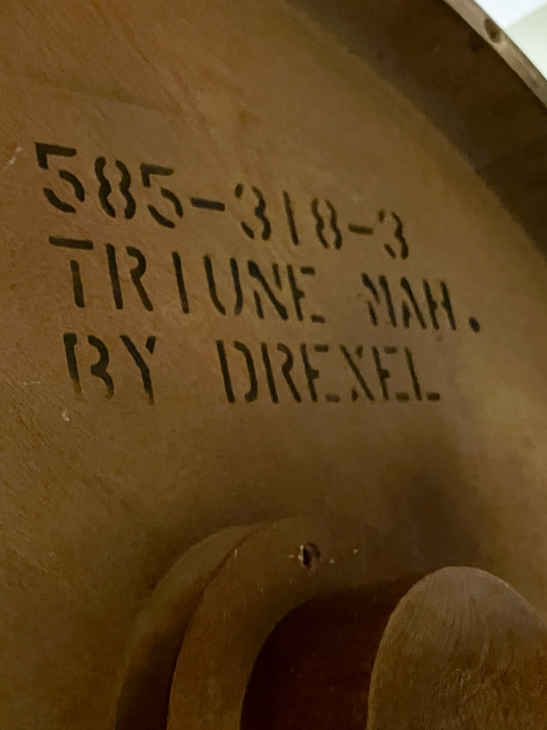 585-318-3
TRIUNE MAH.
BY DREXEL